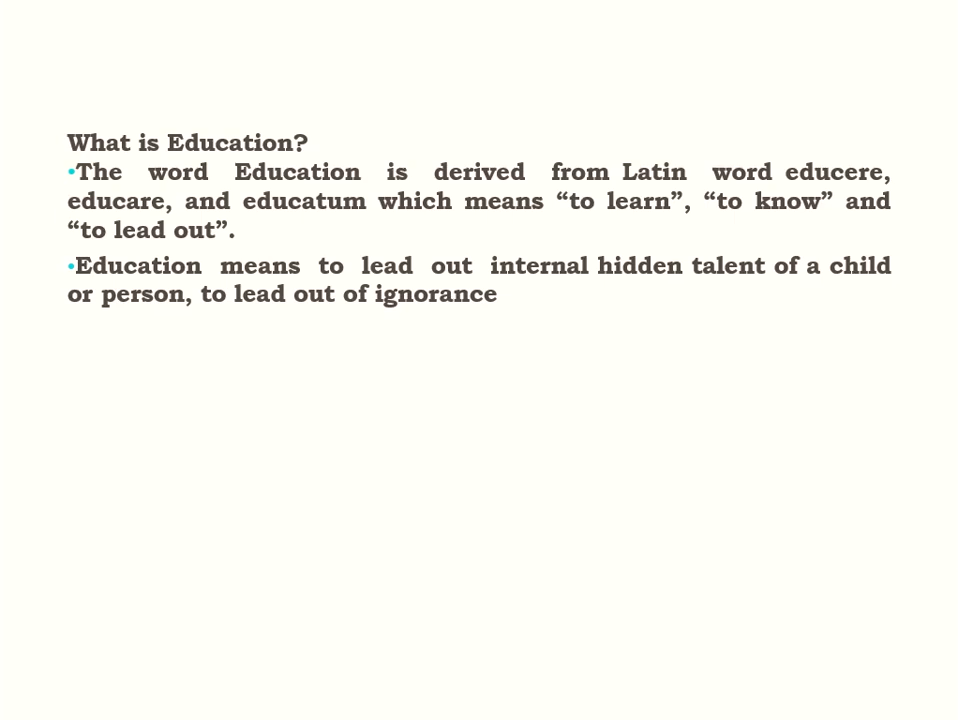 What is Education?
•The word Education is derived from Latin word educere,
educare, and educatum which means “to learn”, “to know” and
“to lead out”.
•Education means to lead out internal hidden talent of a child
or person, to lead out of ignorance